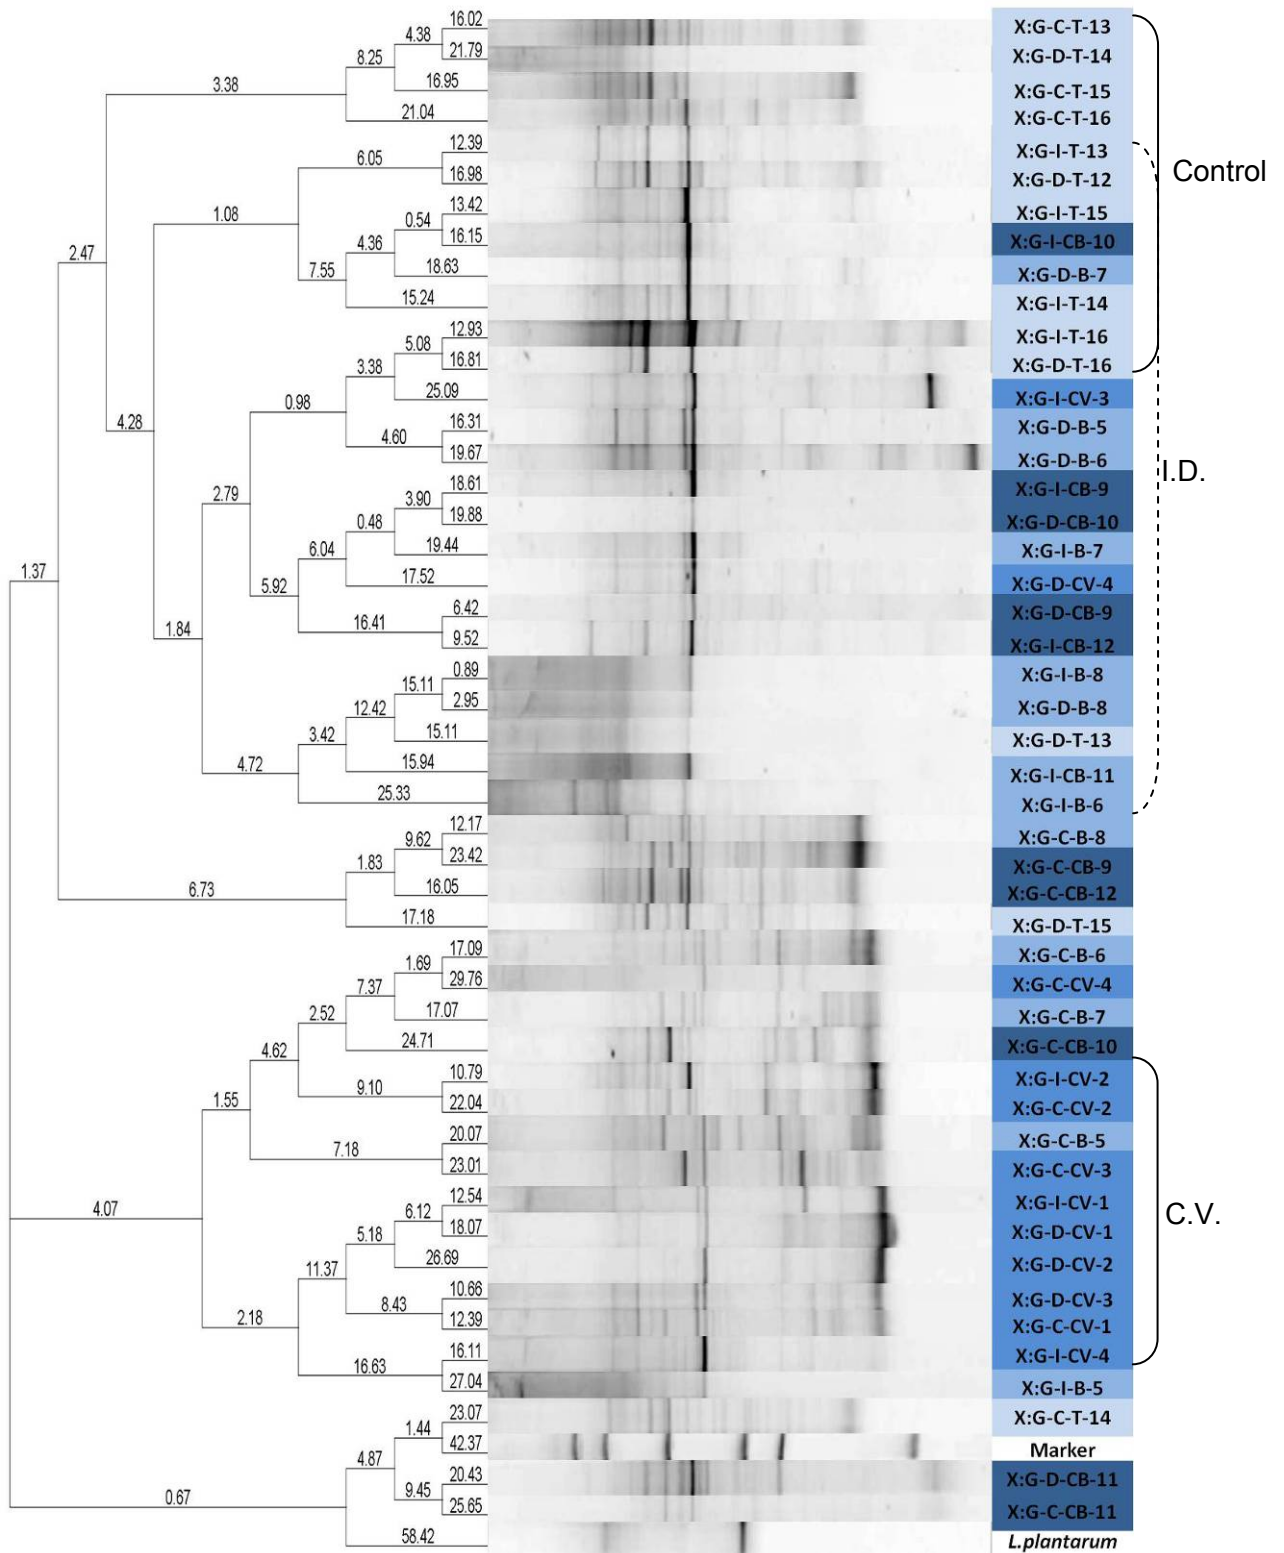 16.02 X:G-C-T-13
4.38
21.79 X:G-D-T-14
8.25
16.95 X:G-C-T-15
3.38
21.04 X:G-C-T-16
12.39 X:G-I-T-13
6.05
16.98 X:G-D-T-12
Control
13.42 X:G-I-T-15
0.54
1.08
16.15 X:G-I-CB-10
4.36
2.47
18.63 X:G-D-B-7
7.55
15.24 X:G-I-T-14
12.93 X:G-I-T-16
5.08
16.81 X:G-D-T-16
3.38
25.09 X:G-I-CV-3
0.98
16.31 X:G-D-B-5
4.28
4.60
19.67 X:G-D-B-6
I.D.
18.61 X:G-I-CB-9
2.79
3.90
19.88 X:G-D-CB-10
0.48
19.44 X:G-I-B-7
6.04
1.37
17.52 X:G-D-CV-4
5.92
6.42 X:G-D-CB-9
16.41
1.84
9.52 X:G-I-CB-12
0.89 X:G-I-B-8
15.11
2.95 X:G-D-B-8
12.42
15.11 X:G-D-T-13
3.42
15.94 X:G-I-CB-11
4.72
25.33 X:G-I-B-6
12.17 X:G-C-B-8
9.62
23.42 X:G-C-CB-9
1.83
16.05 X:G-C-CB-12
6.73
17.18 X:G-D-T-15
17.09 X:G-C-B-6
1.69
29.76 X:G-C-CV-4
7.37
17.07 X:G-C-B-7
2.52
24.71 X:G-C-CB-10
4.62
10.79 X:G-I-CV-2
9.10
22.04 X:G-C-CV-2
1.55
20.07 X:G-C-B-5
7.18
23.01 X:G-C-CV-3
12.54 X:G-I-CV-1
6.12
4.07
C.V.
18.07 X:G-D-CV-1
5.18
26.69 X:G-D-CV-2
11.37
10.66 X:G-D-CV-3
8.43
2.18
12.39 X:G-C-CV-1
16.11 X:G-I-CV-4
16.63
27.04 X:G-I-B-5
23.07 X:G-C-T-14
1.44
42.37 Marker
4.87
20.43 X:G-D-CB-11
9.45
0.67
25.65 X:G-C-CB-11
58.42 L.plantarum